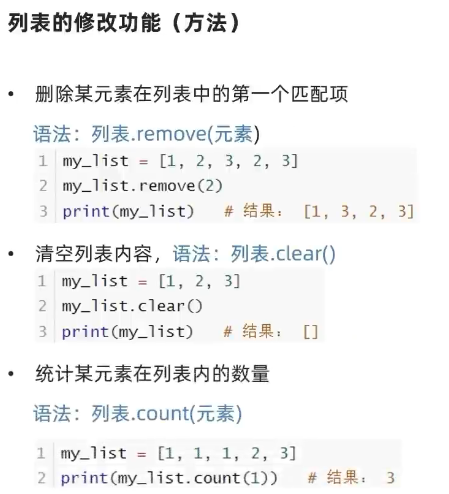 列表的修改功能（方法）
• 删除某元素在列表中的第一个匹配项
语法：列表.remove(元素)
1 my_list = [1, 2, 3, 2, 3]
2 my_list.remove(2)
3 print(my_list)   # 结果：[1, 3, 2, 3]
• 清空列表内容，语法：列表.clear()
1 my_list = [1, 2, 3]
2 my_list.clear()
3 print(my_list)   # 结果：[]
• 统计某元素在列表内的数量
语法：列表.count(元素)
1 my_list = [1, 1, 1, 2, 3]
2 print(my_list.count(1))   # 结果：3